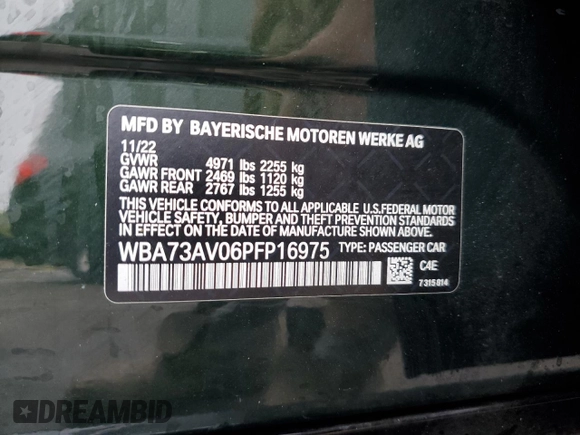 MFD BY BAYERISCHE MOTOREN WERKE AG
11/22
GVWR 4971 lbs 2255 kg
GAWR FRONT 2469 lbs 1120 kg
GAWR REAR 2767 lbs 1255 kg
THIS VEHICLE CONFORMS TO ALL APPLICABLE U.S.FEDERAL MOTOR
VEHICLE SAFETY, BUMPER AND THEFT PREVENTION STANDARDS
IN EFFECT ON THE DATE OF MANUFACTURE SHOWN ABOVE.
WBA73AV06PFP16975 TYPE: PASSENGER CAR
C4E
7 315 814
DREAMBID